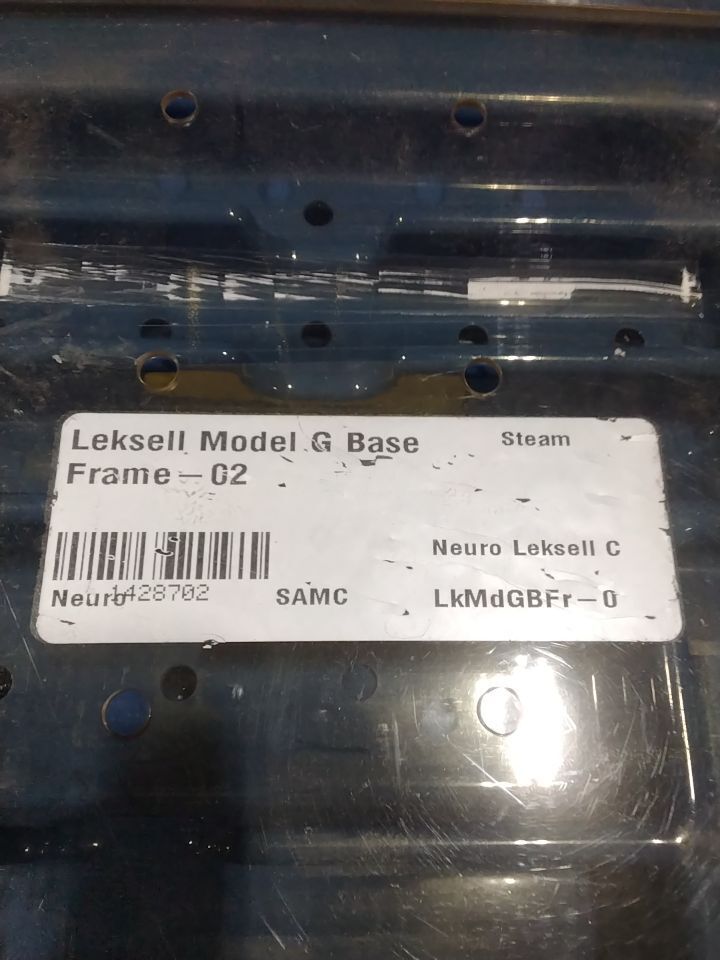 Leksell Model G Base
Frame-02
Steam
Neuro Leksell C
1428702
Neuro SAMC LkMdGBFr-0